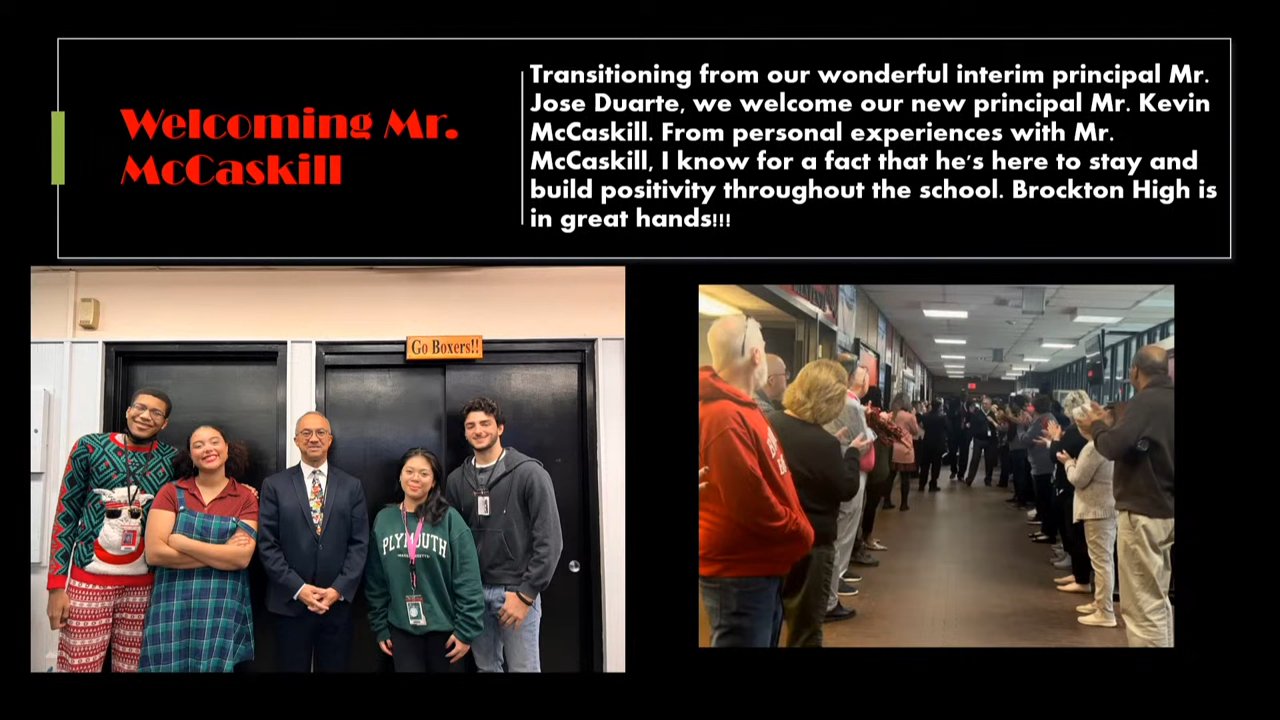 Welcoming Mr.
McCaskill
Transitioning from our wonderful interim principal Mr.
Jose Duarte, we welcome our new principal Mr. Kevin
McCaskill. From personal experiences with Mr.
McCaskill, I know for a fact that he's here to stay and
build positivity throughout the school. Brockton High is
in great hands!!!
Go Boxers!!
PLYMOUTH